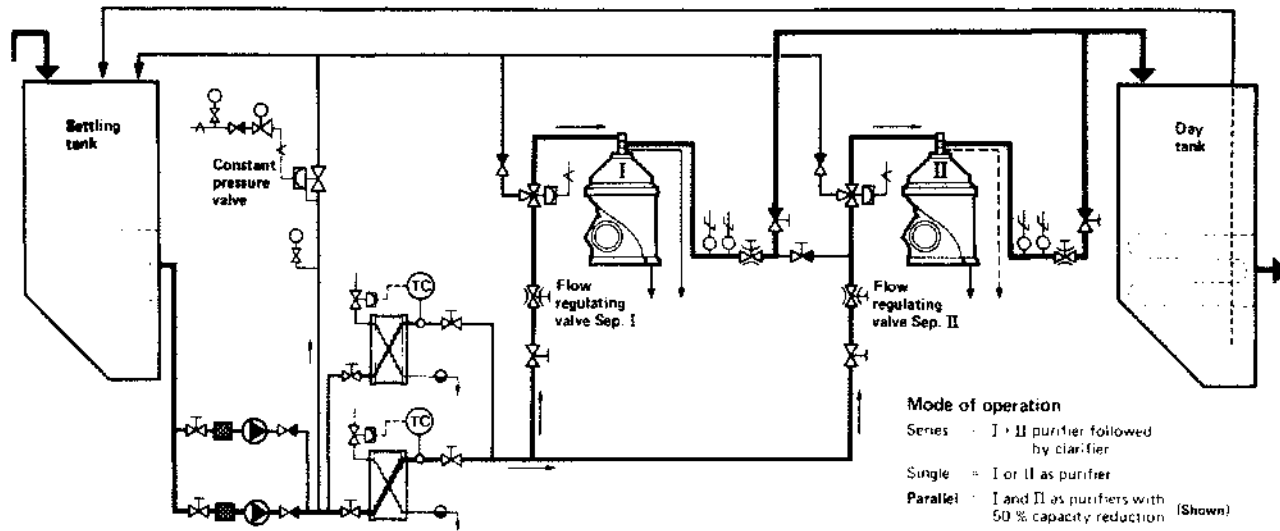 Settling
tank
Constant
pressure
valve
TC
TC
I
Flow
regulating
valve Sep. I
II
Flow
regulating
valve Sep. II
Day
tank
Mode of operation
Series - I + II purifier followed
by clarifier
Single = I or II as purifier
Parallel - I and II as purifiers with
50 % capacity reduction (Shown)